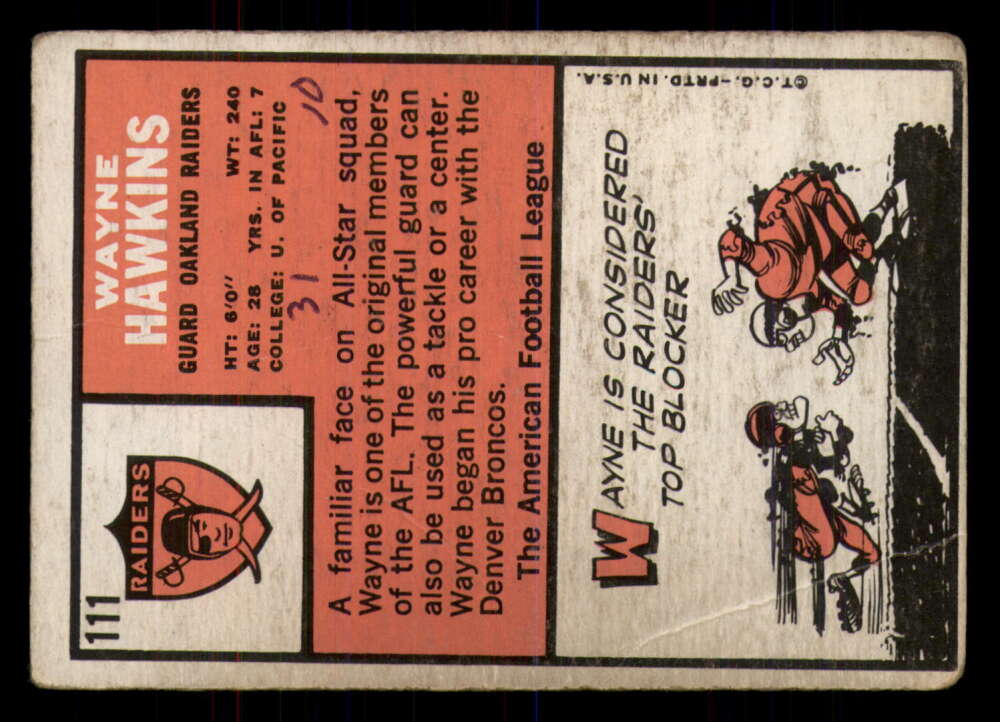 111
RAIDERS
WAYNE
HAWKINS
GUARD OAKLAND RAIDERS
HT: 6'0" WT: 240
AGE: 28 YRS. IN AFL: 7
COLLEGE: U. OF PACIFIC
31 10
A familiar face on All-Star squad,
Wayne is one of the original members
of the AFL. The powerful guard can
also be used as a tackle or a center.
Wayne began his pro career with the
Denver Broncos.
The American Football League
WAYNE IS CONSIDERED
THE RAIDERS'
TOP BLOCKER
©T.C.G.—PRTD. IN U.S.A.